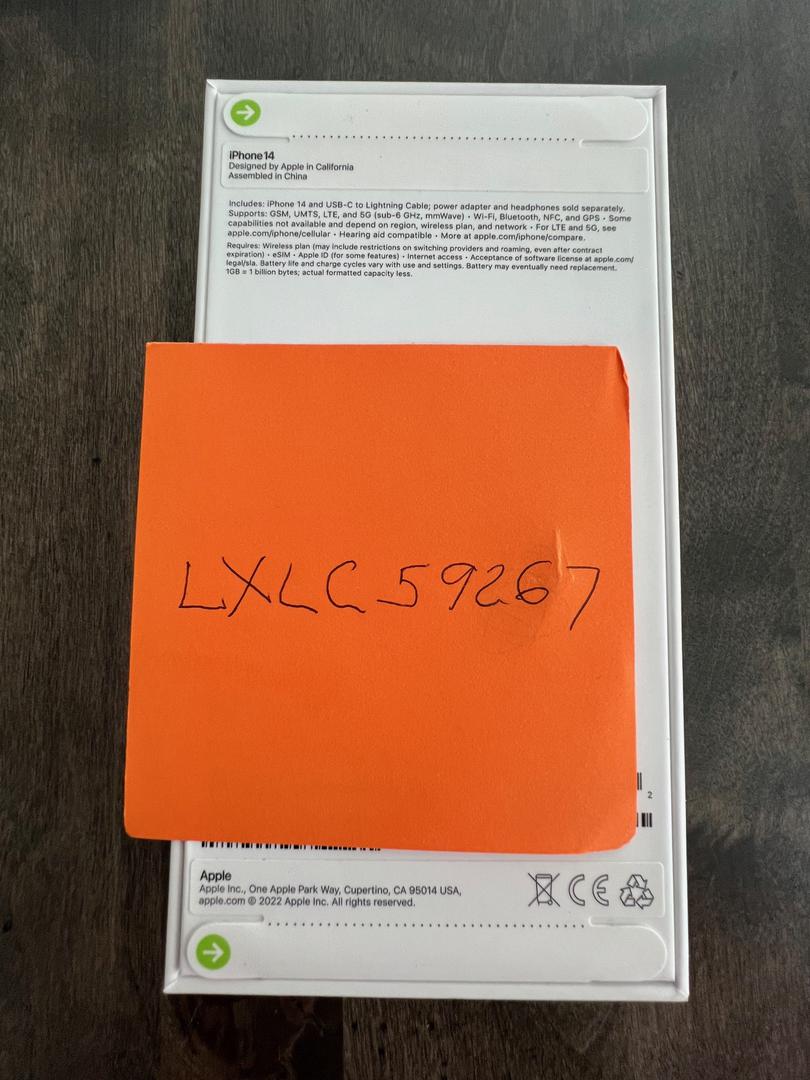 iPhone 14
Designed by Apple in California
Assembled in China
Includes: iPhone 14 and USB-C to Lightning Cable; power adapter and headphones sold separately.
Supports: GSM, UMTS, LTE, and 5G (sub-6 GHz, mmWave) • Wi-Fi, Bluetooth, NFC, and GPS • Some
capabilities not available and depend on region, wireless plan, and network • For LTE and 5G, see
apple.com/iphone/cellular • Hearing aid compatible • More at apple.com/iphone/compare.
Requires: Wireless plan (may include restrictions on switching providers and roaming, even after contract
expiration) • eSIM • Apple ID (for some features) • Internet access • Acceptance of software license at apple.com/
legal/sla. Battery life and charge cycles vary with use and settings. Battery may eventually need replacement.
1GB = 1 billion bytes; actual formatted capacity less.
LXLC59267
2
Apple
Apple Inc., One Apple Park Way, Cupertino, CA 95014 USA,
apple.com © 2022 Apple Inc. All rights reserved.
CE